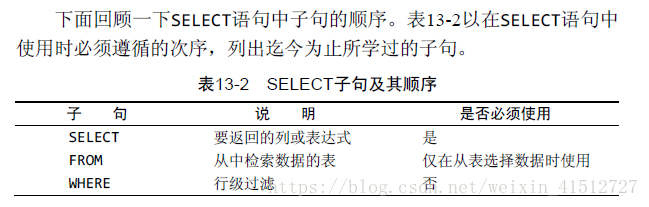 下面回顾一下SELECT语句中子句的顺序。表13-2以在SELECT语句中
使用时必须遵循的次序，列出迄今为止所学过的子句。
表13-2 SELECT子句及其顺序
子 句 说 明 是否必须使用
SELECT 要返回的列或表达式 是
FROM 从中检索数据的表 仅在从表选择数据时使用
WHERE 行级过滤 否
https://blog.csdn.net/weixin_41512727